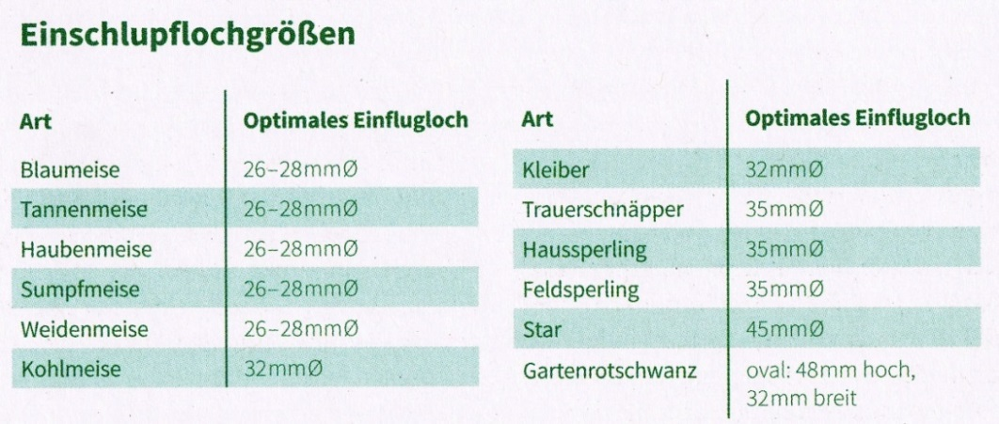 Einschlupflochgrößen
Art Optimales Einflugloch
Blaumeise 26–28mmØ
Tannenmeise 26–28mmØ
Haubenmeise 26–28mmØ
Sumpfmeise 26–28mmØ
Weidenmeise 26–28mmØ
Kohlmeise 32mmØ
Art Optimales Einflugloch
Kleiber 32mmØ
Trauerschnäpper 35mmØ
Haussperling 35mmØ
Feldsperling 35mmØ
Star 45mmØ
Gartenrotschwanz oval: 48mm hoch,
32mm breit